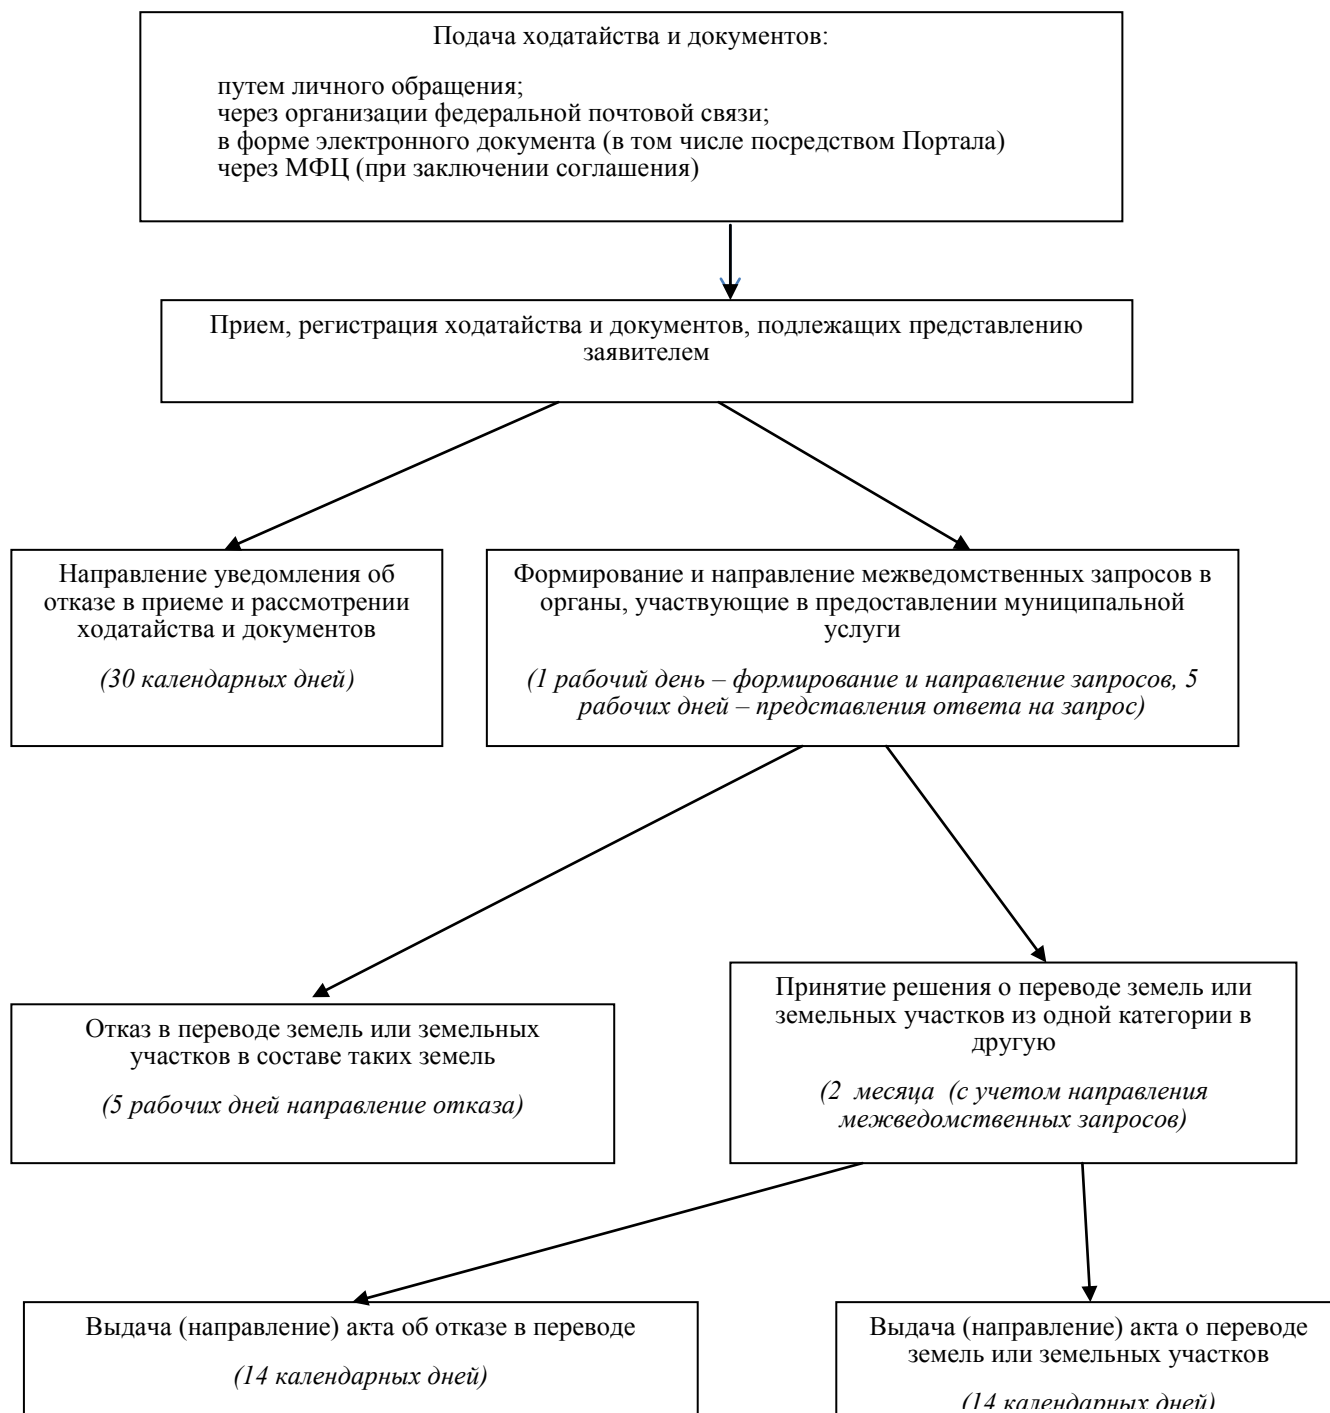 Подача ходатайства и документов:
путем личного обращения;
через организации федеральной почтовой связи;
в форме электронного документа (в том числе посредством Портала)
через МФЦ (при заключении соглашения)
Прием, регистрация ходатайства и документов, подлежащих представлению
заявителем
Направление уведомления об
отказе в приеме и рассмотрении
ходатайства и документов
(30 календарных дней)
Формирование и направление межведомственных запросов в
органы, участвующие в предоставлении муниципальной
услуги
(1 рабочий день – формирование и направление запросов, 5
рабочих дней – представления ответа на запрос)
Отказ в переводе земель или земельных
участков в составе таких земель
(5 рабочих дней направление отказа)
Принятие решения о переводе земель или
земельных участков из одной категории в
другую
(2  месяца  (с учетом направления
межведомственных запросов)
Выдача (направление) акта об отказе в переводе
(14 календарных дней)
Выдача (направление) акта о переводе
земель или земельных участков
(14 календарных дней)